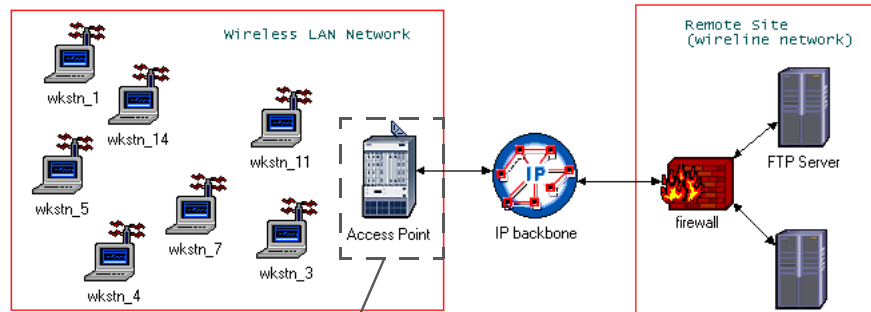 Wireless LAN Network
wkstn_1
wkstn_14
wkstn_11
wkstn_5
wkstn_7
wkstn_4
wkstn_3
Access Point
IP
IP backbone
Remote Site
(wireline network)
FTP Server
firewall